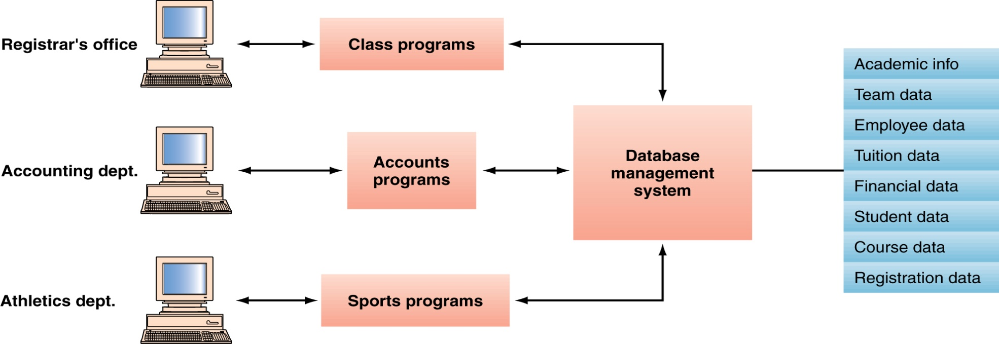 Registrar's office
Class programs
Accounting dept.
Accounts
programs
Athletics dept.
Sports programs
Database
management
system
Academic info
Team data
Employee data
Tuition data
Financial data
Student data
Course data
Registration data